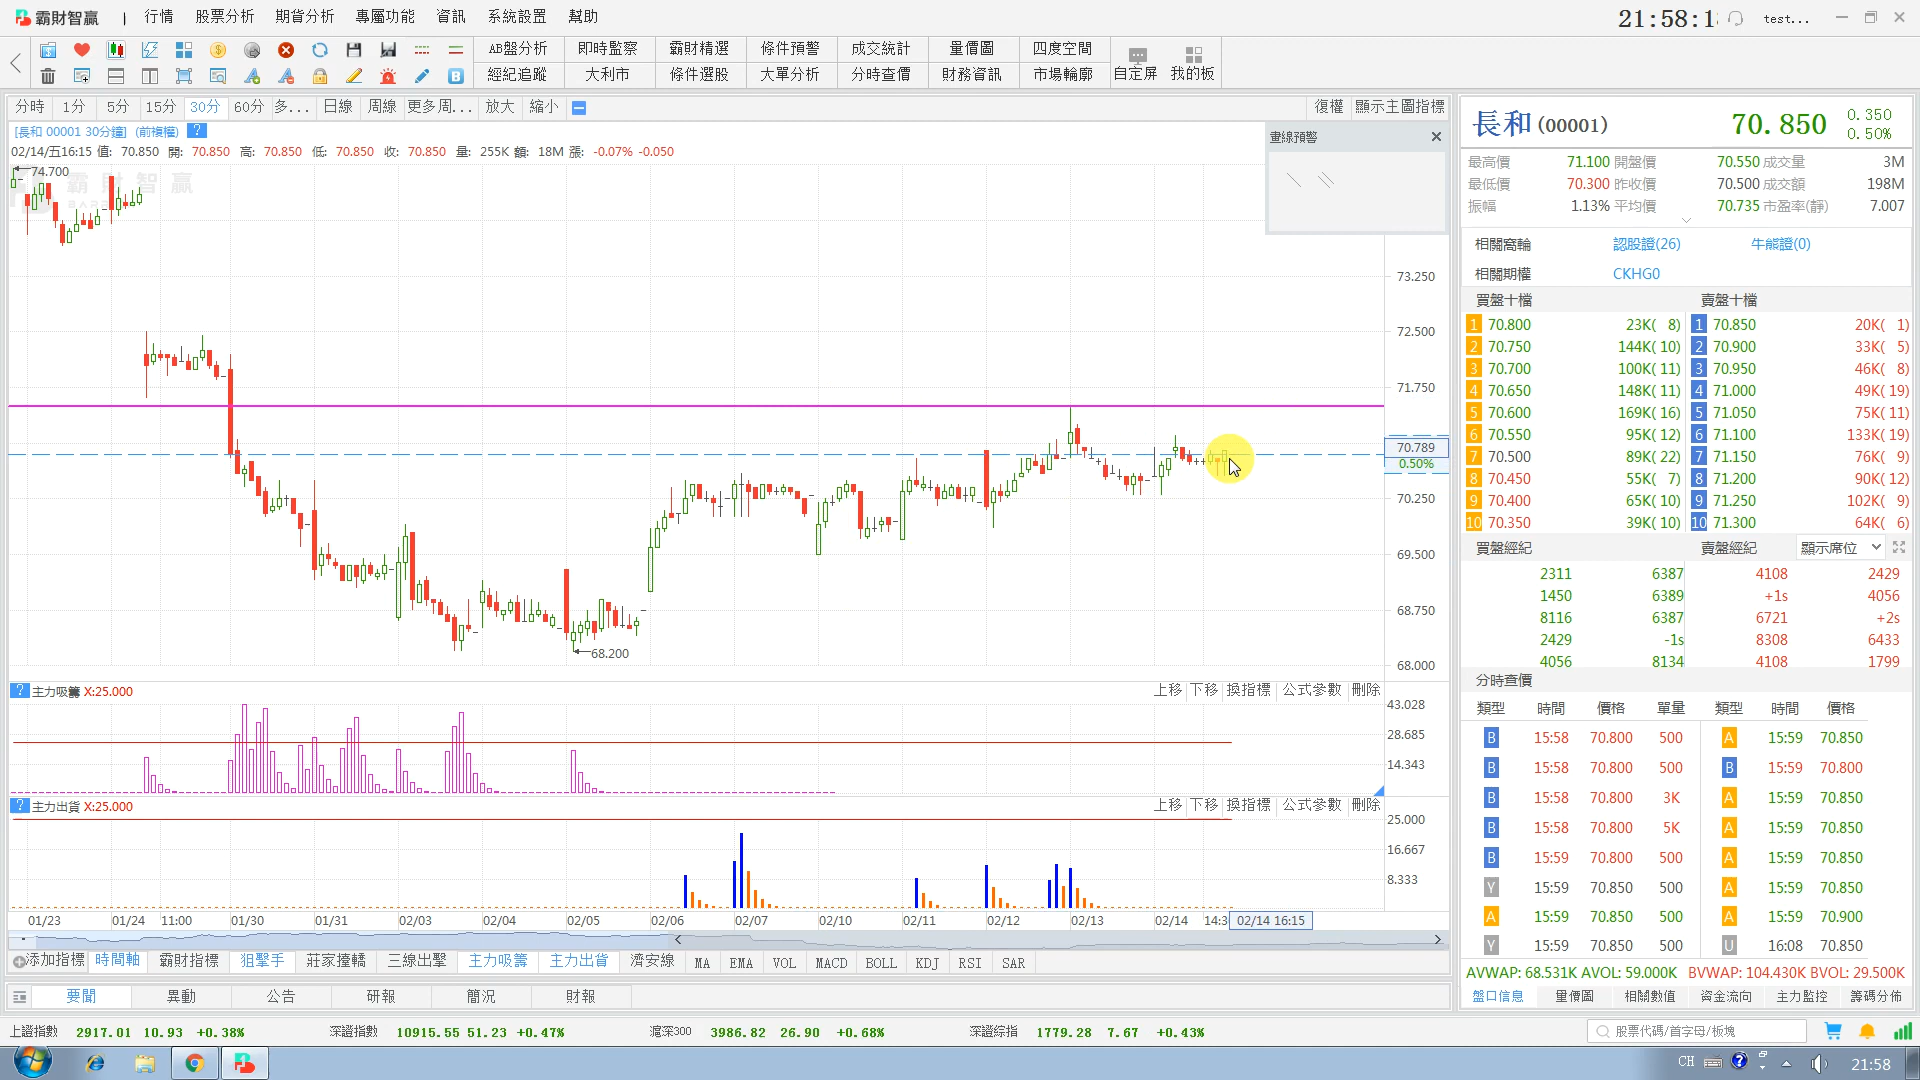 霸財智贏 | 行情 股票分析 期貨分析 專屬功能 資訊 系統設置 幫助 21:58:1 test...
AB盤分析 即時監察 霸財精選 條件預警 成交統計 量價圖 四度空間
經紀追蹤 大利市 條件選股 大單分析 分時查價 財務資訊 市場輪廓 自定屏 我的板
分時 1分 5分 15分 30分 60分 多... 日線 周線 更多周... 放大 縮小 復權 顯示主圖指標
[長和 00001 30分鐘] (前複權) ?
02/14/五16:15 值: 70.850 開: 70.850 高: 70.850 低: 70.850 收: 70.850 量: 255K 額: 18M 漲: -0.07% -0.050
畫線預警
74.700
霸財智贏
73.250
72.500
71.750
70.789
0.50%
70.250
69.500
68.750
68.200
68.000
? 主力吸籌 X:25.000 上移 下移 換指標 公式參數 刪除
43.028
28.685
14.343
? 主力出貨 X:25.000 上移 下移 換指標 公式參數 刪除
25.000
16.667
8.333
01/23 01/24 11:00 01/30 01/31 02/03 02/04 02/05 02/06 02/07 02/10 02/11 02/12 02/13 02/14 14:3 02/14 16:15
添加指標 時間軸 霸財指標 狙擊手 莊家撞轎 三線出擊 主力吸籌 主力出貨 濟安線 MA EMA VOL MACD BOLL KDJ RSI SAR
要聞 異動 公告 研報 簡況 財報
長和 (00001) 70.850 0.350
0.50%
最高價 71.100 開盤價 70.550 成交量 3M
最低價 70.300 昨收價 70.500 成交額 198M
振幅 1.13% 平均價 70.735 市盈率(靜) 7.007
相關窩輪 認股證(26) 牛熊證(0)
相關期權 CKHG0
買盤十檔 賣盤十檔
1 70.800 23K( 8) 1 70.850 20K( 1)
2 70.750 144K( 10) 2 70.900 33K( 5)
3 70.700 100K( 11) 3 70.950 46K( 8)
4 70.650 148K( 11) 4 71.000 49K( 19)
5 70.600 169K( 16) 5 71.050 75K( 11)
6 70.550 95K( 12) 6 71.100 133K( 19)
7 70.500 89K( 22) 7 71.150 76K( 9)
8 70.450 55K( 7) 8 71.200 90K( 12)
9 70.400 65K( 10) 9 71.250 102K( 9)
10 70.350 39K( 10) 10 71.300 64K( 6)
買盤經紀 賣盤經紀 顯示席位
2311 6387 4108 2429
1450 6389 +1s 4056
8116 6387 6721 +2s
2429 -1s 8308 6433
4056 8134 4108 1799
分時查價
類型 時間 價格 單量 類型 時間 價格
B 15:58 70.800 500 A 15:59 70.850
B 15:58 70.800 500 B 15:59 70.800
B 15:58 70.800 3K A 15:59 70.850
B 15:58 70.800 5K A 15:59 70.850
B 15:59 70.800 500 A 15:59 70.850
Y 15:59 70.850 500 A 15:59 70.850
A 15:59 70.850 500 A 15:59 70.900
Y 15:59 70.850 500 U 16:08 70.850
AVWAP: 68.531K AVOL: 59.000K BVWAP: 104.430K BVOL: 29.500K
盤口信息 量價圖 相關數值 資金流向 主力監控 籌碼分佈
上證指數 2917.01 10.93 +0.38% 深證指數 10915.55 51.23 +0.47% 滬深300 3986.82 26.90 +0.68% 深證綜指 1779.28 7.67 +0.43% 股票代碼/首字母/板塊
CH 21:58